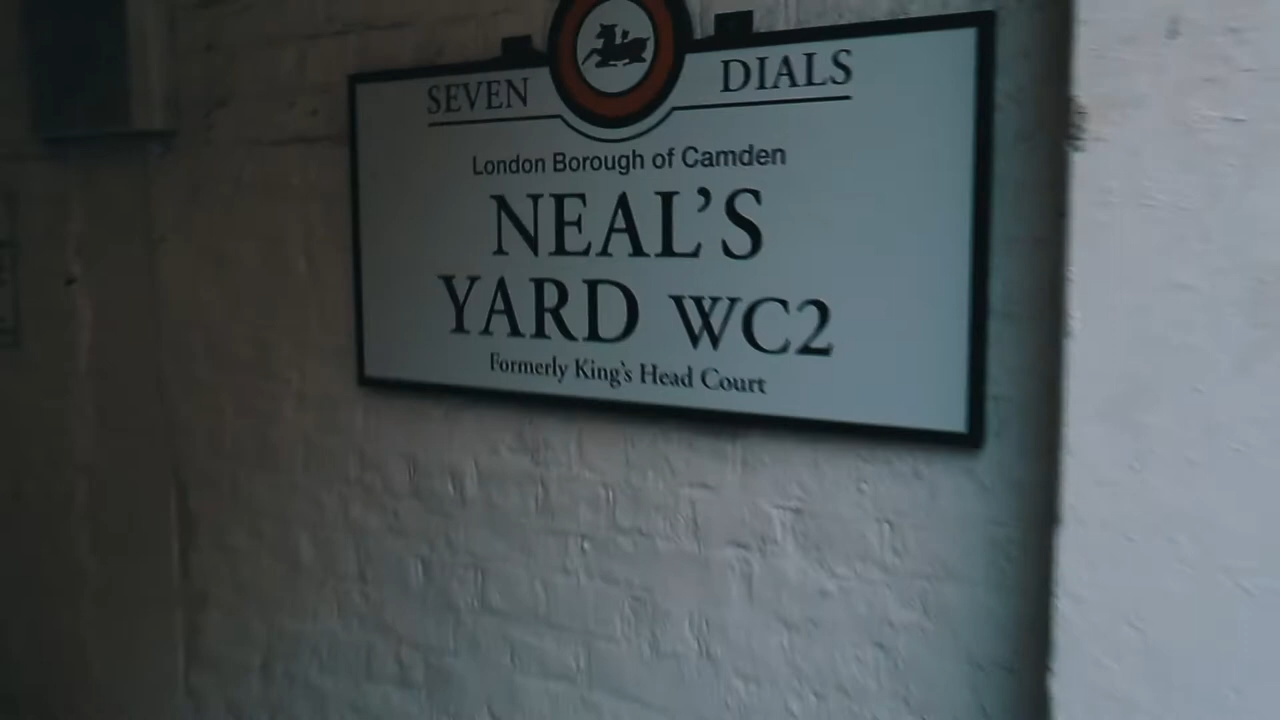 SEVEN DIALS
London Borough of Camden
NEAL'S
YARD WC2
Formerly King's Head Court